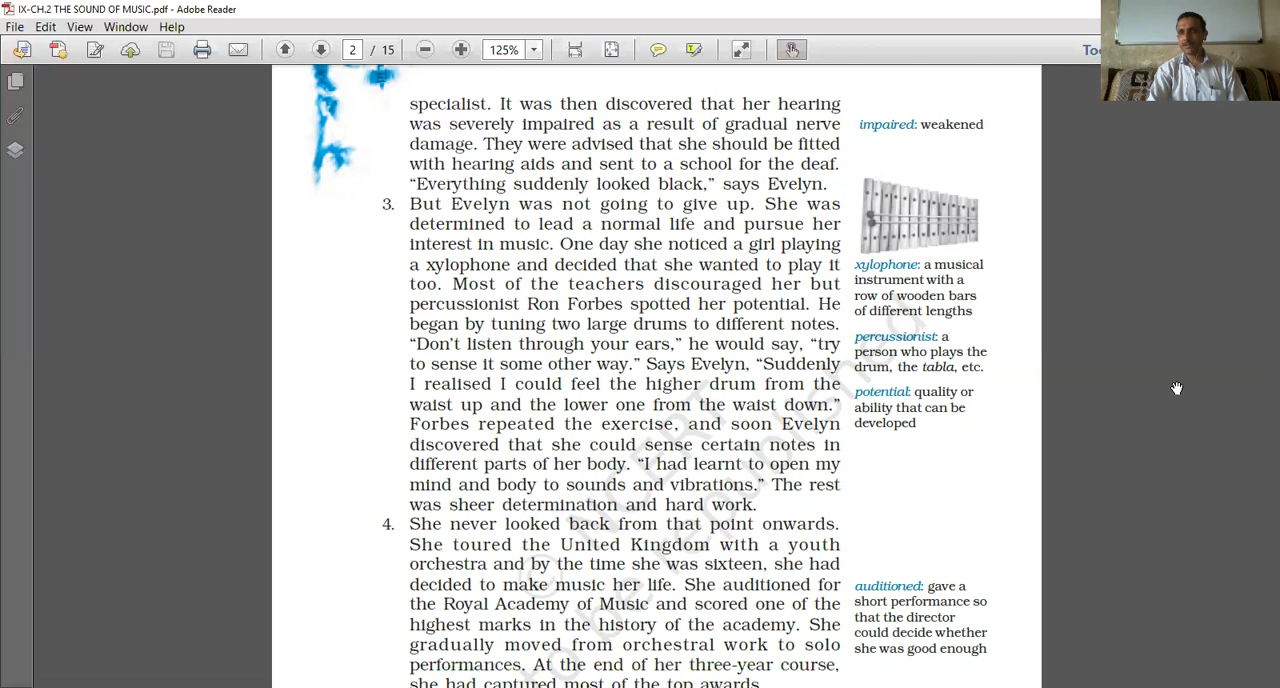 IX-CH.2 THE SOUND OF MUSIC.pdf - Adobe Reader
File Edit View Window Help
2 / 15 125%
specialist. It was then discovered that her hearing
was severely impaired as a result of gradual nerve
damage. They were advised that she should be fitted
with hearing aids and sent to a school for the deaf.
“Everything suddenly looked black,” says Evelyn.
3. But Evelyn was not going to give up. She was
determined to lead a normal life and pursue her
interest in music. One day she noticed a girl playing
a xylophone and decided that she wanted to play it
too. Most of the teachers discouraged her but
percussionist Ron Forbes spotted her potential. He
began by tuning two large drums to different notes.
“Don’t listen through your ears,” he would say, “try
to sense it some other way.” Says Evelyn, “Suddenly
I realised I could feel the higher drum from the
waist up and the lower one from the waist down.”
Forbes repeated the exercise, and soon Evelyn
discovered that she could sense certain notes in
different parts of her body. “I had learnt to open my
mind and body to sounds and vibrations.” The rest
was sheer determination and hard work.
4. She never looked back from that point onwards.
She toured the United Kingdom with a youth
orchestra and by the time she was sixteen, she had
decided to make music her life. She auditioned for
the Royal Academy of Music and scored one of the
highest marks in the history of the academy. She
gradually moved from orchestral work to solo
performances. At the end of her three-year course,
she had captured most of the top awards.
impaired: weakened
xylophone: a musical
instrument with a
row of wooden bars
of different lengths
percussionist: a
person who plays the
drum, the tabla, etc.
potential: quality or
ability that can be
developed
auditioned: gave a
short performance so
that the director
could decide whether
she was good enough
© NCERT
to be republished